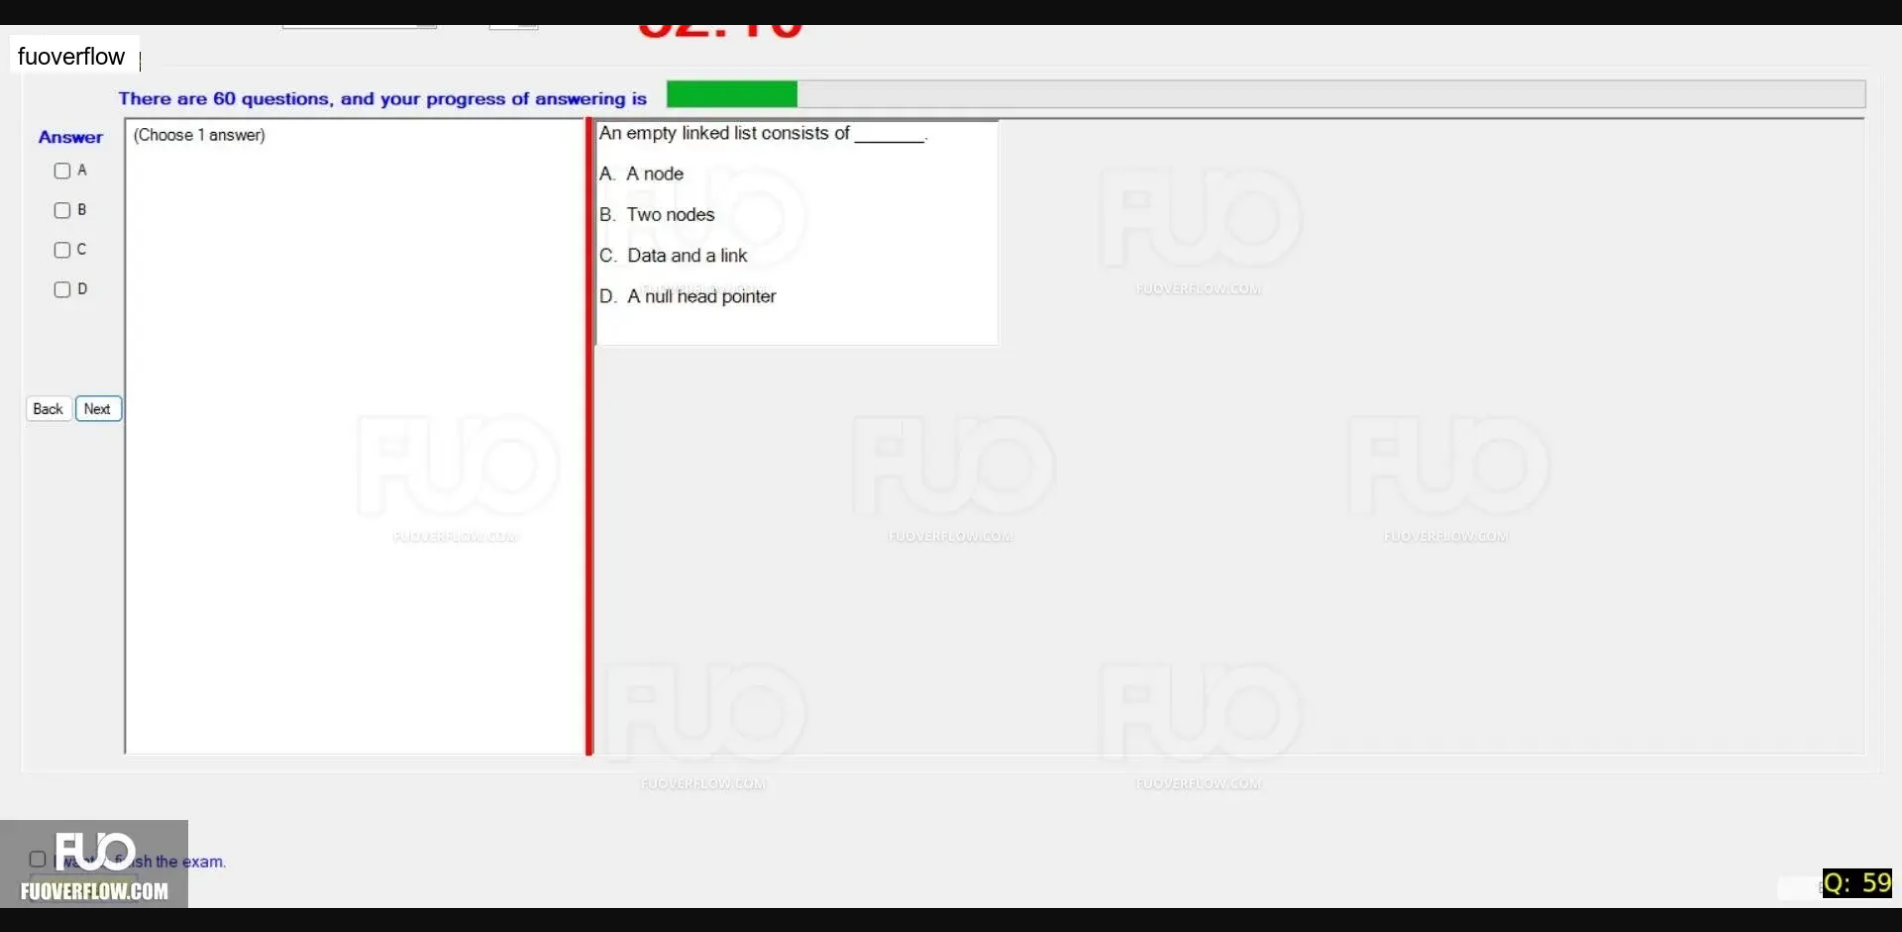 fuoverflow
There are 60 questions, and your progress of answering is
Answer
(Choose 1 answer)
A
B
C
D
Back Next
An empty linked list consists of _______.
A. A node
B. Two nodes
C. Data and a link
D. A null head pointer
FUO
FUOVERFLOW.COM
FUO
FUOVERFLOW.COM
FUO
FUOVERFLOW.COM
FUO
FUOVERFLOW.COM
FUO
FUOVERFLOW.COM
FUO
FUOVERFLOW.COM
FUO
FUOVERFLOW.COM
the exam.
FUO
FUOVERFLOW.COM
Q: 59